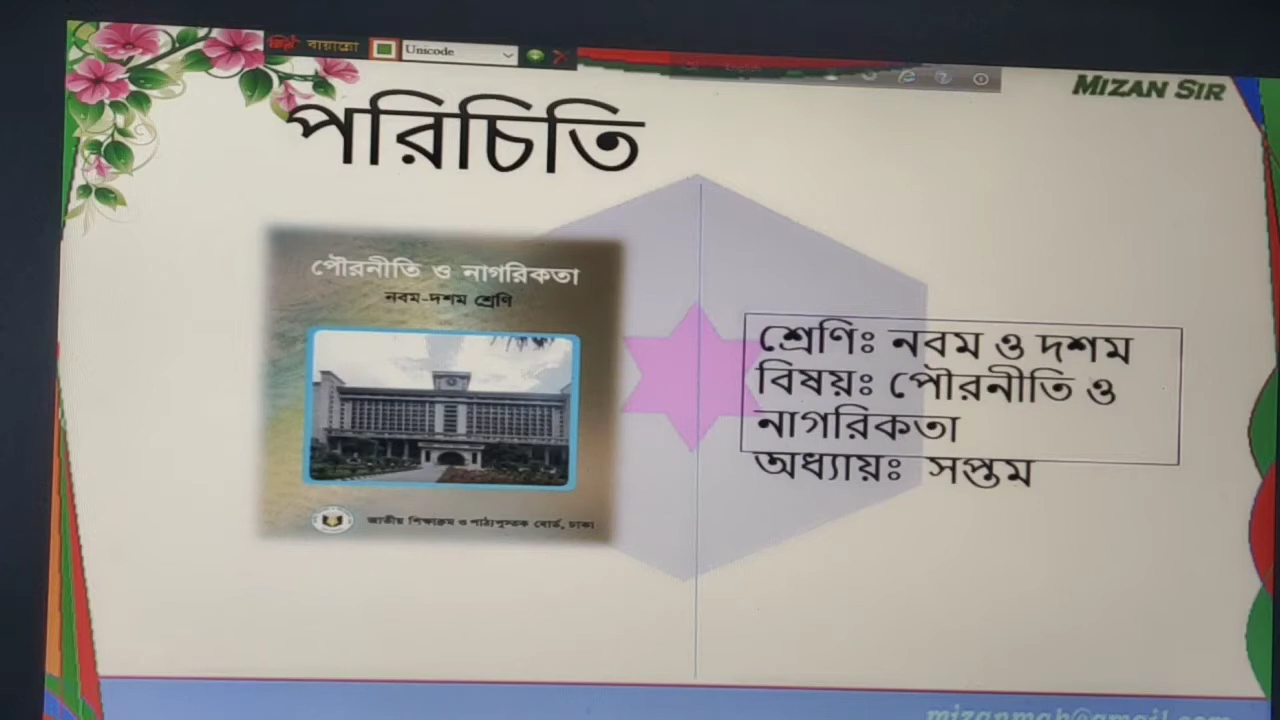 বায়ান্নো
Unicode
MIZAN SIR
পরিচিতি
পৌরনীতি ও নাগরিকতা
নবম-দশম শ্রেণি
জাতীয় শিক্ষাক্রম ও পাঠ্যপুস্তক বোর্ড, ঢাকা
শ্রেণিঃ নবম ও দশম
বিষয়ঃ পৌরনীতি ও
নাগরিকতা
অধ্যায়ঃ সপ্তম